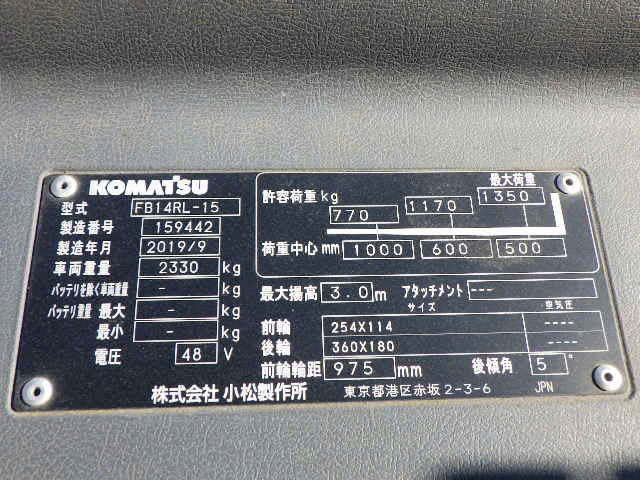 KOMATSU
型式 FB14RL-15
製造番号 159442
製造年月 2019/9
車両重量 2330 kg
バッテリを除く車両重量 - kg
バッテリ重量 最大 - kg
最小 - kg
電圧 48 V
最大荷重
許容荷重 kg 770 1170 1350
荷重中心 mm 1000 600 500
最大揚高 3.0 m アタッチメント ---
サイズ 空気圧
前輪 254X114 ----
後輪 360X180 ----
前輪輪距 975 mm 後傾角 5 °
株式会社 小松製作所 東京都港区赤坂 2-3-6 JPN